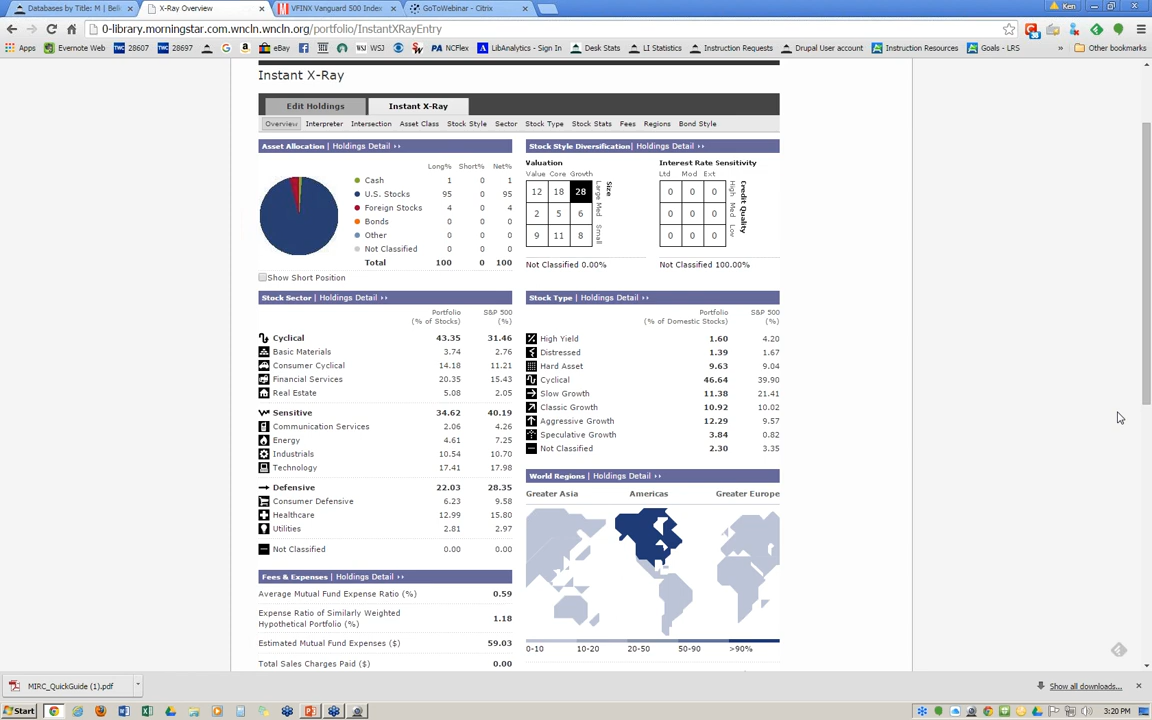 Databases by Title: M | Bel
X-Ray Overview
VFINX Vanguard 500 Index
GoToWebinar - Citrix
Ken
0-library.morningstar.com.wncln.wncln.org/portfolio/InstantXRayEntry
Apps Evernote Web 28607 28697 eBay WSJ NCFlex LibAnalytics - Sign In Desk Stats LI Statistics Instruction Requests Drupal User account Instruction Resources Goals - LRS Other bookmarks
Instant X-Ray
Edit Holdings Instant X-Ray
Overview Interpreter Intersection Asset Class Stock Style Sector Stock Type Stock Stats Fees Regions Bond Style
Asset Allocation | Holdings Detail ››
Long% Short% Net%
Cash 1 0 1
U.S. Stocks 95 0 95
Foreign Stocks 4 0 4
Bonds 0 0 0
Other 0 0 0
Not Classified 0 0 0
Total 100 0 100
Show Short Position
Stock Style Diversification| Holdings Detail ››
Valuation
Value Core Growth
12 18 28
2 5 6
9 11 8
Large Med Small
Size
Not Classified 0.00%
Interest Rate Sensitivity
Ltd Mod Ext
0 0 0
0 0 0
0 0 0
High Med Low
Credit Quality
Not Classified 100.00%
Stock Sector | Holdings Detail ››
Portfolio S&P 500
(% of Stocks) (%)
Cyclical 43.35 31.46
Basic Materials 3.74 2.76
Consumer Cyclical 14.18 11.21
Financial Services 20.35 15.43
Real Estate 5.08 2.05
Sensitive 34.62 40.19
Communication Services 2.06 4.26
Energy 4.61 7.25
Industrials 10.54 10.70
Technology 17.41 17.98
Defensive 22.03 28.35
Consumer Defensive 6.23 9.58
Healthcare 12.99 15.80
Utilities 2.81 2.97
Not Classified 0.00 0.00
Stock Type | Holdings Detail ››
Portfolio S&P 500
(% of Domestic Stocks) (%)
High Yield 1.60 4.20
Distressed 1.39 1.67
Hard Asset 9.63 9.04
Cyclical 46.64 39.90
Slow Growth 11.38 21.41
Classic Growth 10.92 10.02
Aggressive Growth 12.29 9.57
Speculative Growth 3.84 0.82
Not Classified 2.30 3.35
World Regions | Holdings Detail ››
Greater Asia Americas Greater Europe
0-10 10-20 20-50 50-90 >90%
Fees & Expenses | Holdings Detail ››
Average Mutual Fund Expense Ratio (%) 0.59
Expense Ratio of Similarly Weighted
Hypothetical Portfolio (%) 1.18
Estimated Mutual Fund Expenses ($) 59.03
Total Sales Charges Paid ($) 0.00
MIRC_QuickGuide (1).pdf
Show all downloads...
Start
3:20 PM